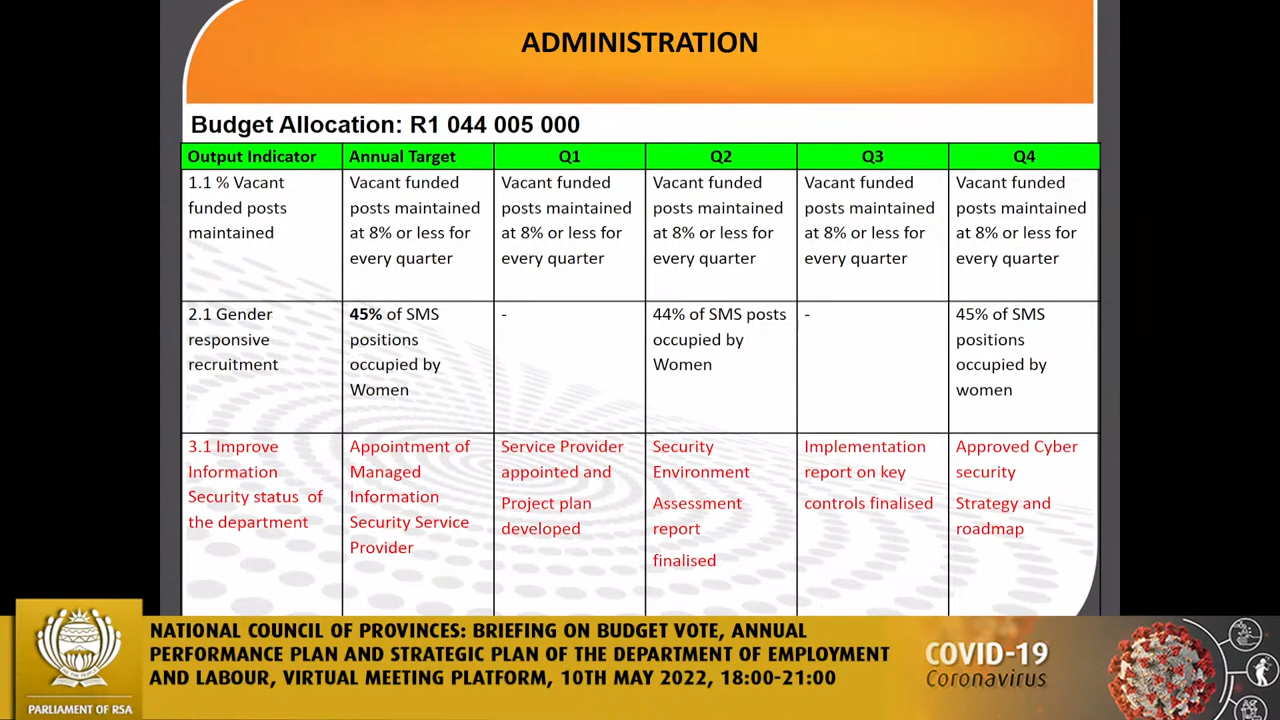 ADMINISTRATION
Budget Allocation: R1 044 005 000
Output Indicator
Annual Target
Q1
Q2
Q3
Q4
1.1 % Vacant
funded posts
maintained
Vacant funded
posts maintained
at 8% or less for
every quarter
Vacant funded
posts maintained
at 8% or less for
every quarter
Vacant funded
posts maintained
at 8% or less for
every quarter
Vacant funded
posts maintained
at 8% or less for
every quarter
Vacant funded
posts maintained
at 8% or less for
every quarter
2.1 Gender
responsive
recruitment
45% of SMS
positions
occupied by
Women
-
44% of SMS posts
occupied by
Women
-
45% of SMS
positions
occupied by
women
3.1 Improve
Information
Security status of
the department
Appointment of
Managed
Information
Security Service
Provider
Service Provider
appointed and
Project plan
developed
Security
Environment
Assessment
report
finalised
Implementation
report on key
controls finalised
Approved Cyber
security
Strategy and
roadmap
PARLIAMENT OF RSA
NATIONAL COUNCIL OF PROVINCES: BRIEFING ON BUDGET VOTE, ANNUAL
PERFORMANCE PLAN AND STRATEGIC PLAN OF THE DEPARTMENT OF EMPLOYMENT
AND LABOUR, VIRTUAL MEETING PLATFORM, 10TH MAY 2022, 18:00-21:00
COVID-19
Coronavirus